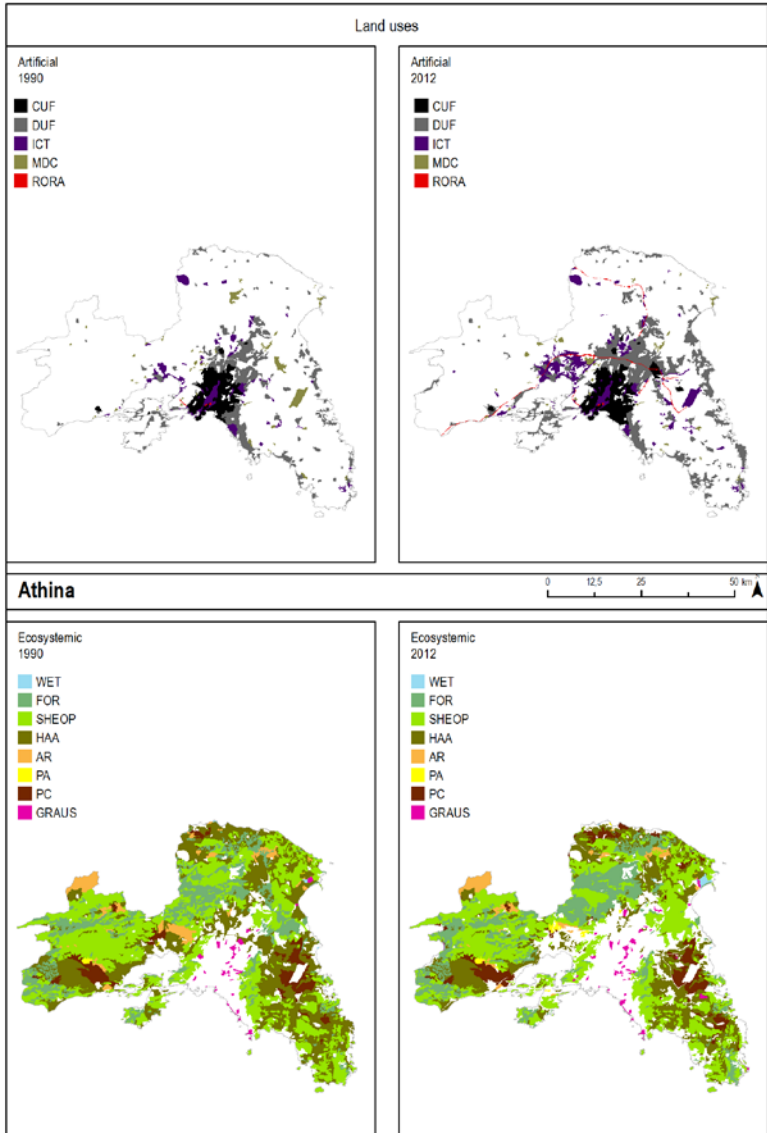 Land uses
Artificial
1990
CUF
DUF
ICT
MDC
RORA
Artificial
2012
CUF
DUF
ICT
MDC
RORA
Athina
0 12,5 25 50 km
Ecosystemic
1990
WET
FOR
SHEOP
HAA
AR
PA
PC
GRAUS
Ecosystemic
2012
WET
FOR
SHEOP
HAA
AR
PA
PC
GRAUS